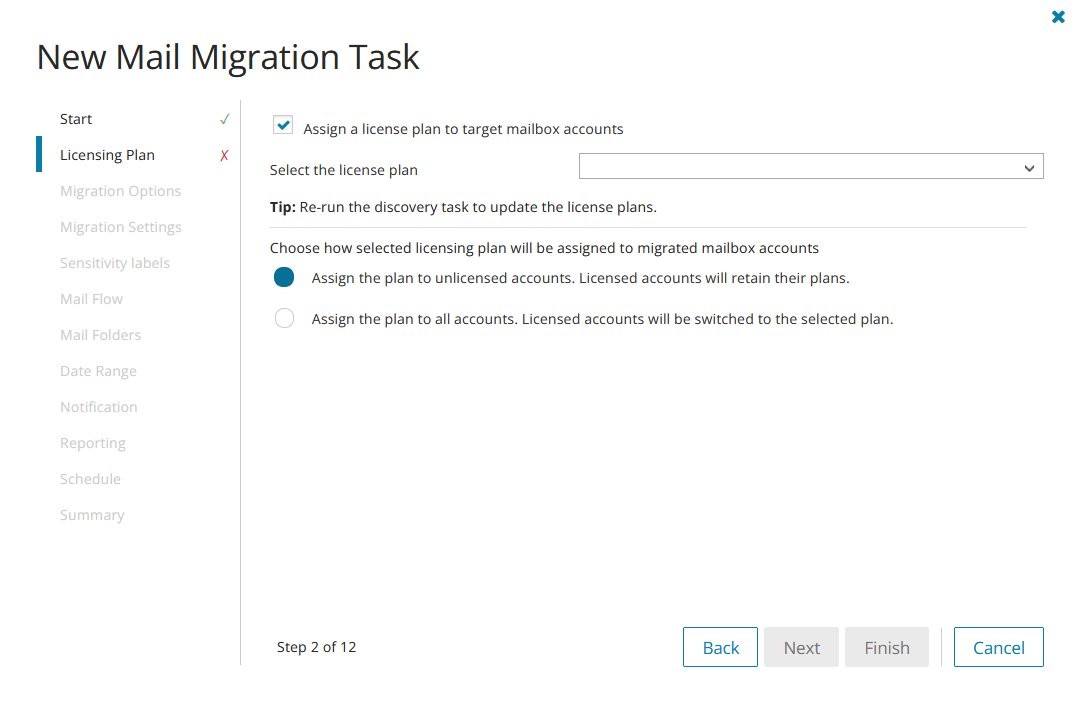 New Mail Migration Task
Start
Licensing Plan
Migration Options
Migration Settings
Sensitivity labels
Mail Flow
Mail Folders
Date Range
Notification
Reporting
Schedule
Summary
Assign a license plan to target mailbox accounts
Select the license plan
Tip: Re-run the discovery task to update the license plans.
Choose how selected licensing plan will be assigned to migrated mailbox accounts
Assign the plan to unlicensed accounts. Licensed accounts will retain their plans.
Assign the plan to all accounts. Licensed accounts will be switched to the selected plan.
Step 2 of 12
Back
Next
Finish
Cancel